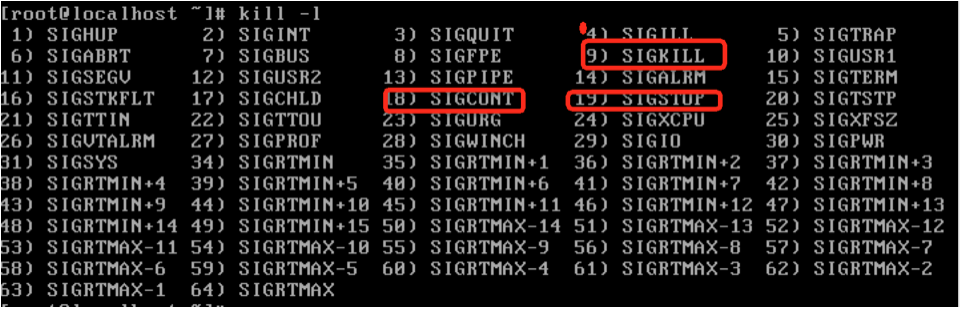 [root@localhost ~]# kill -l
1) SIGHUP 2) SIGINT 3) SIGQUIT 4) SIGILL 5) SIGTRAP
6) SIGABRT 7) SIGBUS 8) SIGFPE 9) SIGKILL 10) SIGUSR1
11) SIGSEGV 12) SIGUSR2 13) SIGPIPE 14) SIGALRM 15) SIGTERM
16) SIGSTKFLT 17) SIGCHLD 18) SIGCONT 19) SIGSTOP 20) SIGTSTP
21) SIGTTIN 22) SIGTTOU 23) SIGURG 24) SIGXCPU 25) SIGXFSZ
26) SIGVTALRM 27) SIGPROF 28) SIGWINCH 29) SIGIO 30) SIGPWR
31) SIGSYS 34) SIGRTMIN 35) SIGRTMIN+1 36) SIGRTMIN+2 37) SIGRTMIN+3
38) SIGRTMIN+4 39) SIGRTMIN+5 40) SIGRTMIN+6 41) SIGRTMIN+7 42) SIGRTMIN+8
43) SIGRTMIN+9 44) SIGRTMIN+10 45) SIGRTMIN+11 46) SIGRTMIN+12 47) SIGRTMIN+13
48) SIGRTMIN+14 49) SIGRTMIN+15 50) SIGRTMAX-14 51) SIGRTMAX-13 52) SIGRTMAX-12
53) SIGRTMAX-11 54) SIGRTMAX-10 55) SIGRTMAX-9 56) SIGRTMAX-8 57) SIGRTMAX-7
58) SIGRTMAX-6 59) SIGRTMAX-5 60) SIGRTMAX-4 61) SIGRTMAX-3 62) SIGRTMAX-2
63) SIGRTMAX-1 64) SIGRTMAX